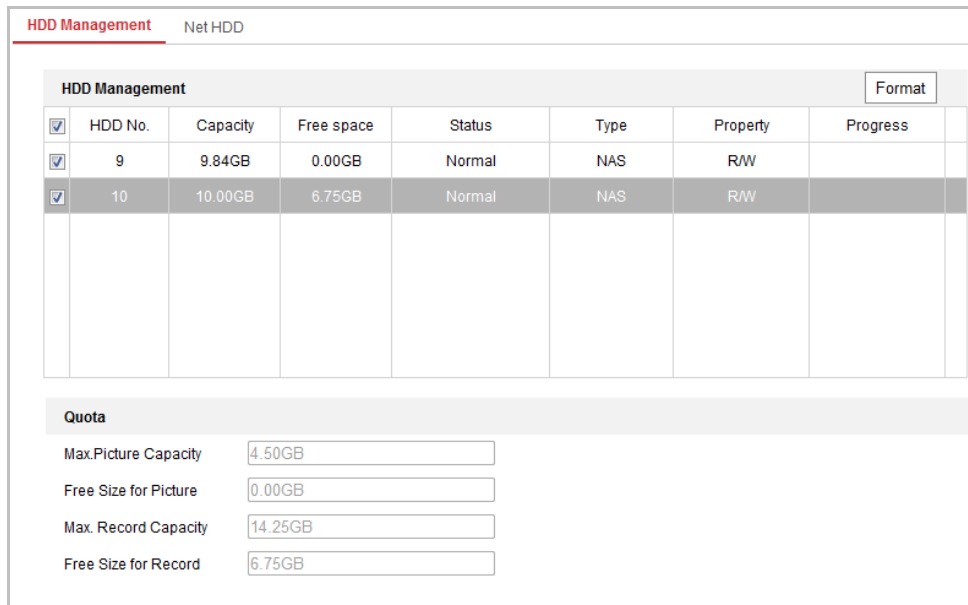 HDD Management Net HDD
HDD Management Format
HDD No. Capacity Free space Status Type Property Progress
9 9.84GB 0.00GB Normal NAS R/W
10 10.00GB 6.75GB Normal NAS R/W
Quota
Max.Picture Capacity 4.50GB
Free Size for Picture 0.00GB
Max. Record Capacity 14.25GB
Free Size for Record 6.75GB